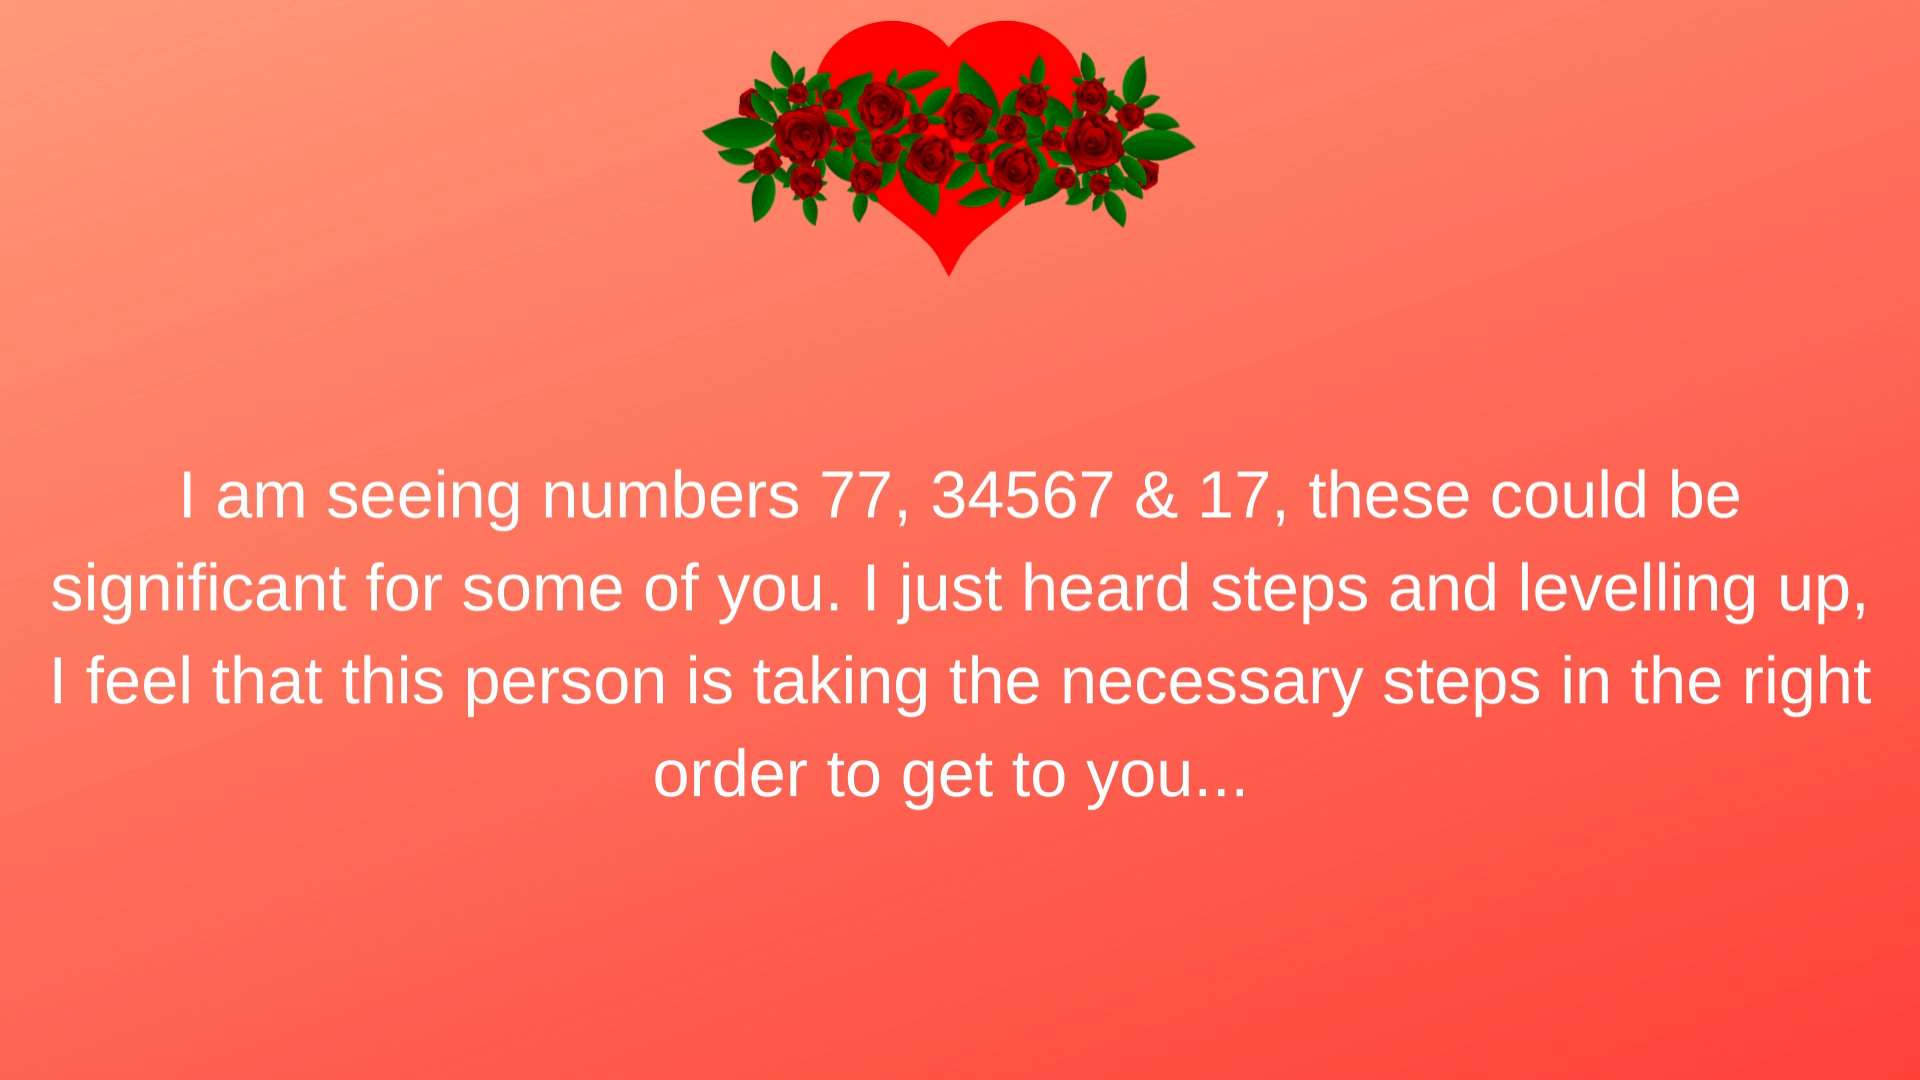 I am seeing numbers 77, 34567 & 17, these could be
significant for some of you. I just heard steps and levelling up,
I feel that this person is taking the necessary steps in the right
order to get to you...